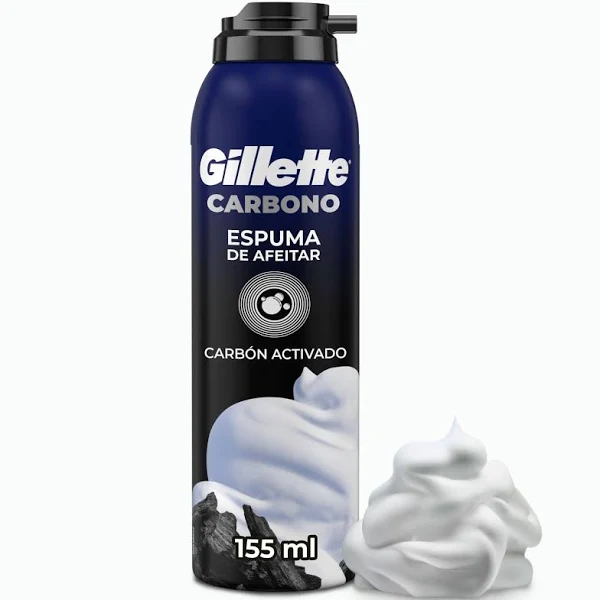 Gillette®
CARBONO
ESPUMA
DE AFEITAR
CARBÓN ACTIVADO
155 ml